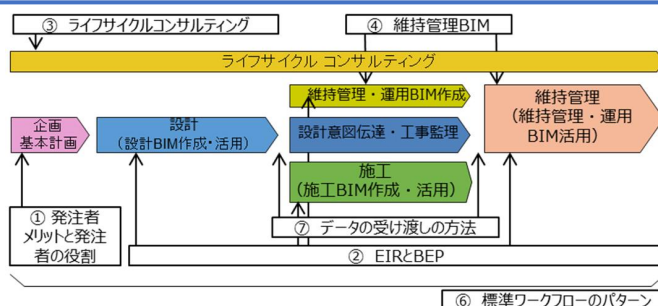 ③ ライフサイクルコンサルティング
④ 維持管理BIM
ライフサイクル コンサルティング
維持管理・運用BIM作成
維持管理
(維持管理・運用
BIM活用)
企画
基本計画
設計
(設計BIM作成・活用)
設計意図伝達・工事監理
施工
(施工BIM作成・活用)
① 発注者
メリットと発注
者の役割
⑦ データの受け渡しの方法
② EIRとBEP
⑥ 標準ワークフローのパターン